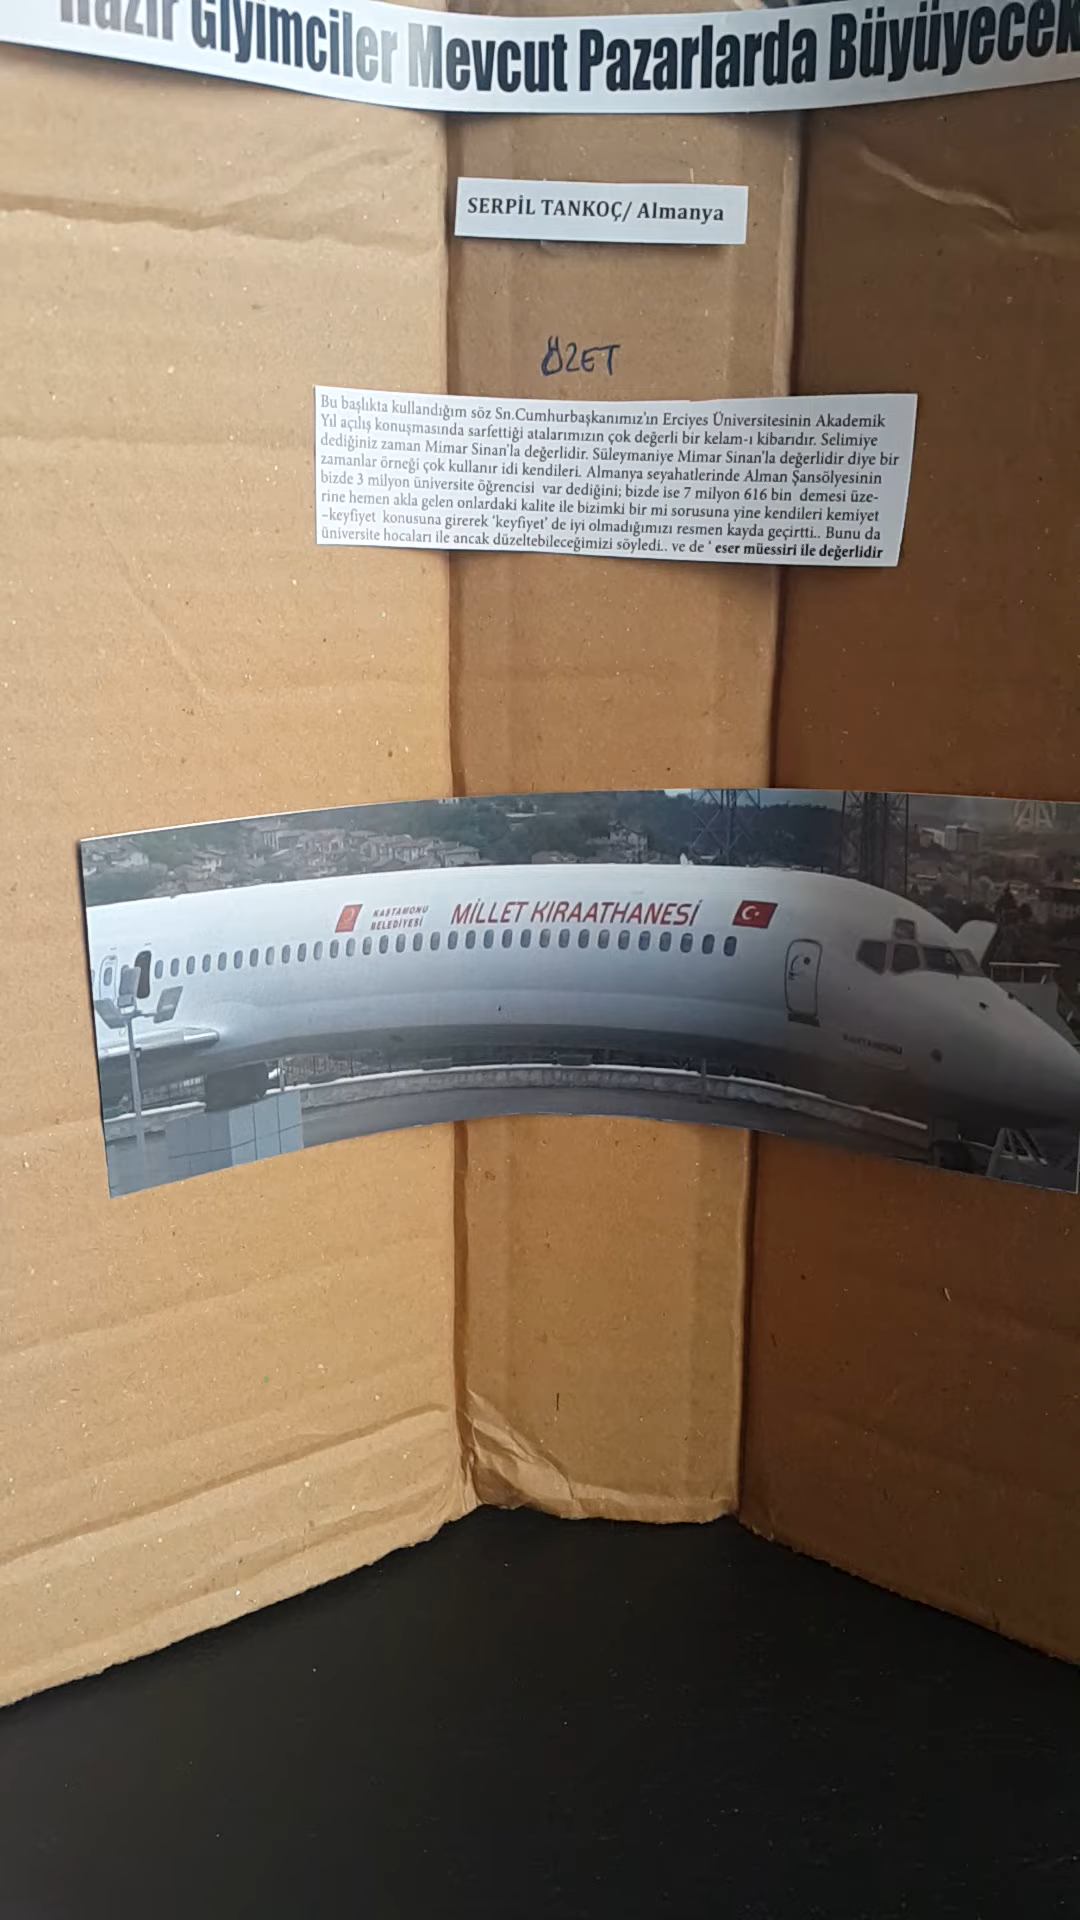 Hazır Giyimciler Mevcut Pazarlarda Büyüyecek
SERPİL TANKOÇ/ Almanya
ÖZET
Bu başlıkta kullandığım söz Sn.Cumhurbaşkanımız'ın Erciyes Üniversitesinin Akademik
Yıl açılış konuşmasında sarfettiği atalarımızın çok değerli bir kelam-ı kibarıdır. Selimiye
dediğiniz zaman Mimar Sinan'la değerlidir. Süleymaniye Mimar Sinan'la değerlidir diye bir
zamanlar örneği çok kullanır idi kendileri. Almanya seyahatlerinde Alman Şansölyesinin
bizde 3 milyon üniversite öğrencisi var dediğini; bizde ise 7 milyon 616 bin demesi üze-
rine hemen akla gelen onlardaki kalite ile bizimki bir mi sorusuna yine kendileri kemiyet
–keyfiyet konusuna girerek 'keyfiyet' de iyi olmadığımızı resmen kayda geçirtti.. Bunu da
üniversite hocaları ile ancak düzeltebileceğimizi söyledi.. ve de ' eser müessiri ile değerlidir
KASTAMONU
BELEDİYESİ
MİLLET KIRAATHANESİ
KASTAMONU
AA